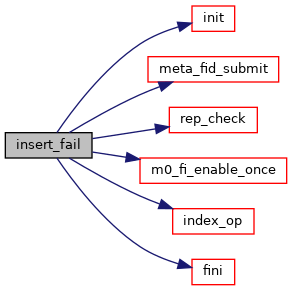 init
meta_fid_submit
rep_check
insert_fail
m0_fi_enable_once
index_op
fini